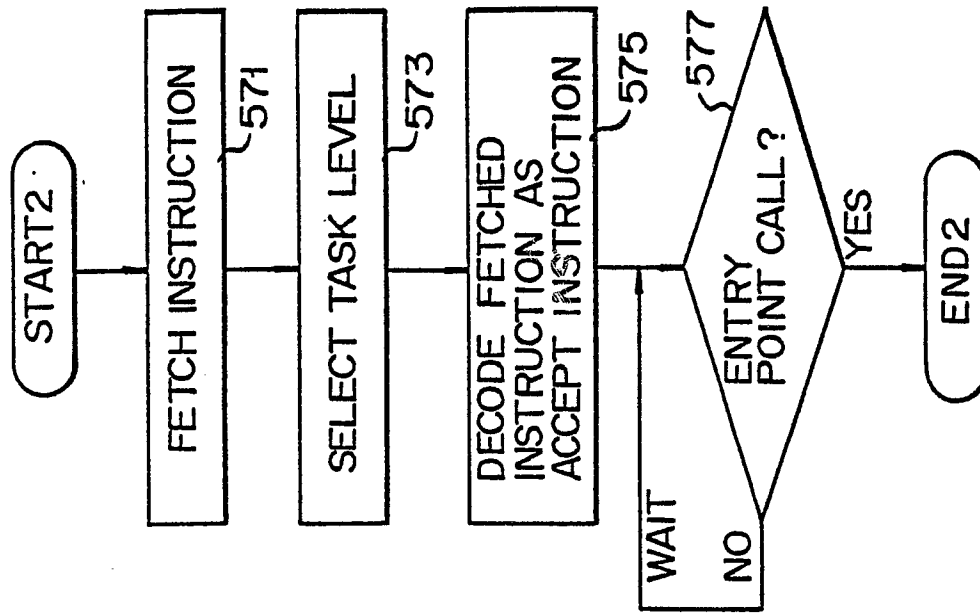 START2
FETCH INSTRUCTION
571
SELECT TASK LEVEL
573
DECODE FETCHED
INSTRUCTION AS
ACCEPT INSTRUCTION
575
WAIT
NO
ENTRY
POINT CALL?
577
YES
END2